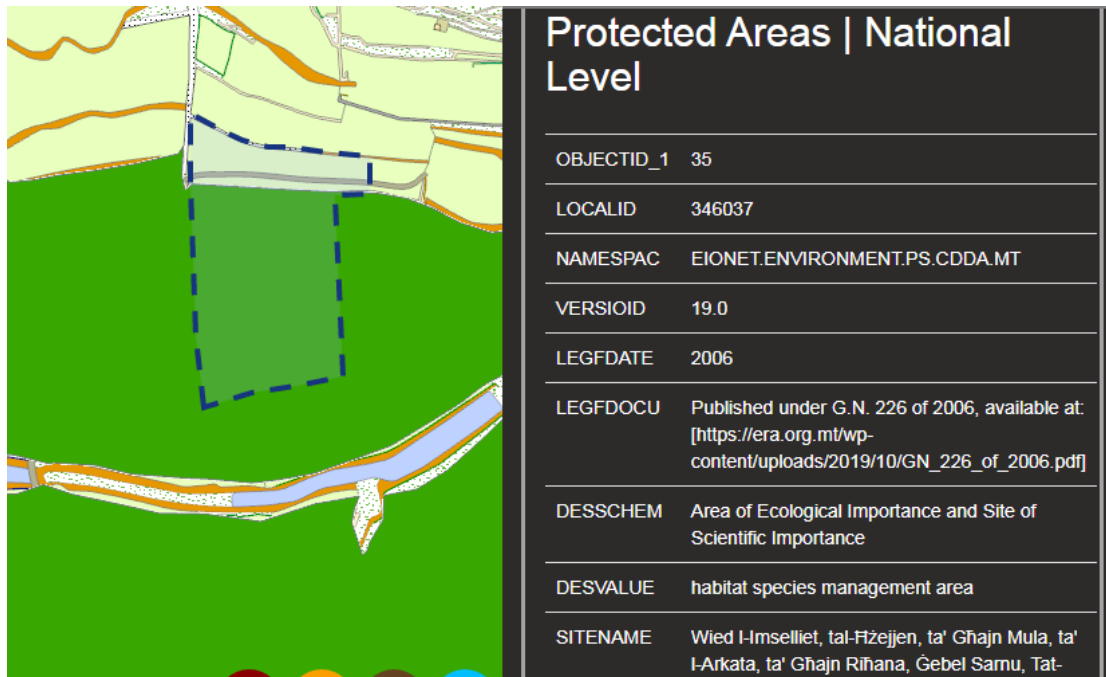 Protected Areas | National
Level
OBJECTID_1 35
LOCALID 346037
NAMESPAC EIONET.ENVIRONMENT.PS.CDDA.MT
VERSIOID 19.0
LEGFDATE 2006
LEGFDOCU Published under G.N. 226 of 2006, available at:
[https://era.org.mt/wp-
content/uploads/2019/10/GN_226_of_2006.pdf]
DESSCHEM Area of Ecological Importance and Site of
Scientific Importance
DESVALUE habitat species management area
SITENAME Wied l-Imselliet, tal-Ħżejjen, ta' Għajn Mula, ta'
l-Arkata, ta' Għajn Riħana, Ġebel Sarnu, Tat-